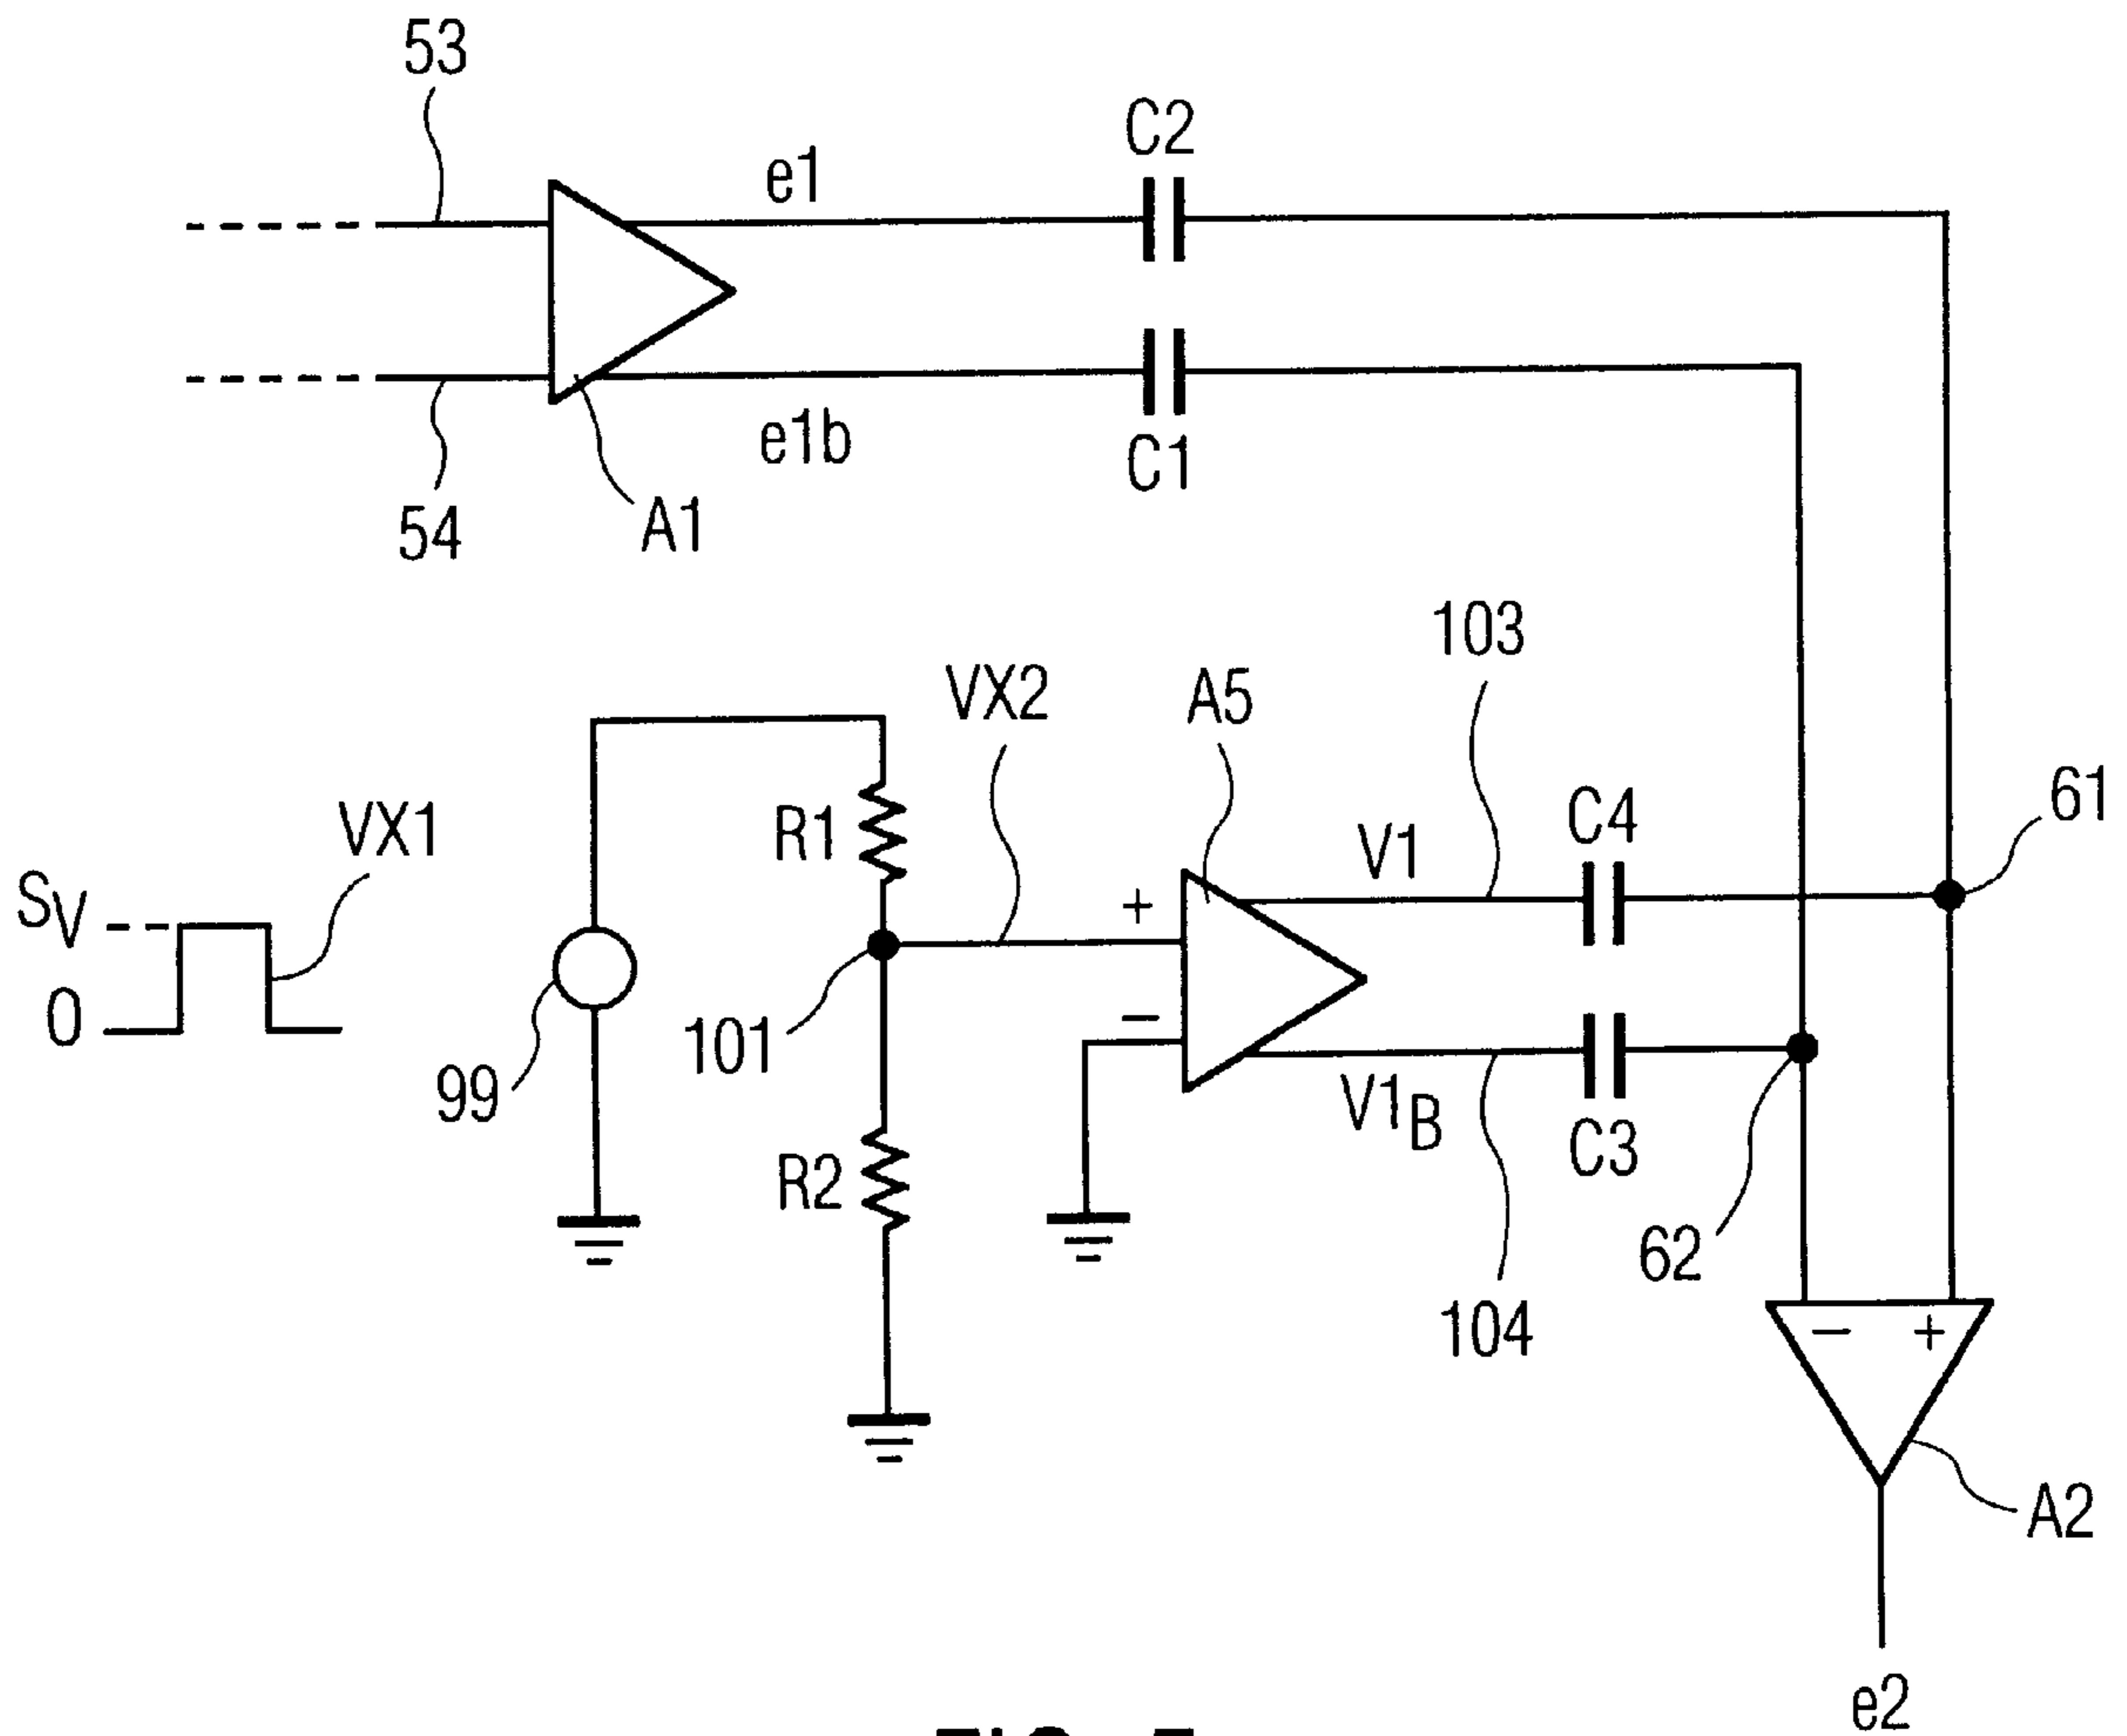 53
C2
e1
e1b
C1
54
A1
103
VX2
A5
61
VX1
R1
C4
V1
SV
+
0
101
−
99
V1B
C3
R2
62
104
− +
A2
e2